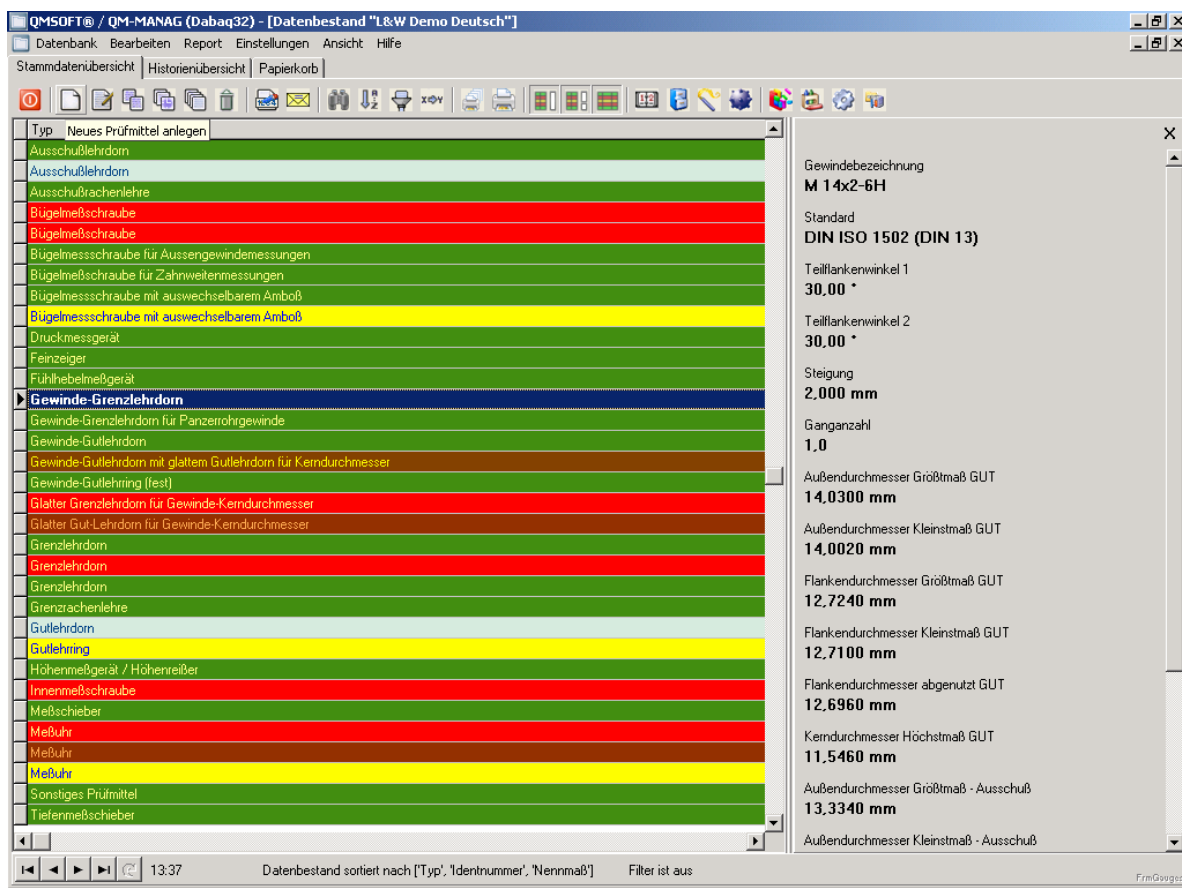 QMSOFT® / QM-MANAG (Dabaq32) - [Datenbestand "L&W Demo Deutsch"]
Datenbank Bearbeiten Report Einstellungen Ansicht Hilfe
Stammdatenübersicht Historienübersicht Papierkorb
Typ Neues Prüfmittel anlegen
Ausschußlehrdorn
Ausschußlehrdorn
Ausschußrachenlehre
Bügelmeßschraube
Bügelmeßschraube
Bügelmessschraube für Aussengewindemessungen
Bügelmeßschraube für Zahnweitenmessungen
Bügelmessschraube mit auswechselbarem Amboß
Bügelmessschraube mit auswechselbarem Amboß
Druckmessgerät
Feinzeiger
Fühlhebelmeßgerät
Gewinde-Grenzlehrdorn
Gewinde-Grenzlehrdorn für Panzerrohrgewinde
Gewinde-Gutlehrdorn
Gewinde-Gutlehrdorn mit glattem Gutlehrdorn für Kerndurchmesser
Gewinde-Gutlehrring (fest)
Glatter Grenzlehrdorn für Gewinde-Kerndurchmesser
Glatter Gut-Lehrdorn für Gewinde-Kerndurchmesser
Grenzlehrdorn
Grenzlehrdorn
Grenzlehrdorn
Grenzrachenlehre
Gutlehrdorn
Gutlehrring
Höhenmeßgerät / Höhenreißer
Innenmeßschraube
Meßschieber
Meßuhr
Meßuhr
Meßuhr
Sonstiges Prüfmittel
Tiefenmeßschieber
Gewindebezeichnung
M 14x2-6H
Standard
DIN ISO 1502 (DIN 13)
Teilflankenwinkel 1
30,00 °
Teilflankenwinkel 2
30,00 °
Steigung
2,000 mm
Ganganzahl
1,0
Außendurchmesser Größtmaß GUT
14,0300 mm
Außendurchmesser Kleinstmaß GUT
14,0020 mm
Flankendurchmesser Größtmaß GUT
12,7240 mm
Flankendurchmesser Kleinstmaß GUT
12,7100 mm
Flankendurchmesser abgenutzt GUT
12,6960 mm
Kerndurchmesser Höchstmaß GUT
11,5460 mm
Außendurchmesser Größtmaß - Ausschuß
13,3340 mm
Außendurchmesser Kleinstmaß - Ausschuß
13:37 Datenbestand sortiert nach ['Typ', 'Identnummer', 'Nennmaß'] Filter ist aus
FrmGauges